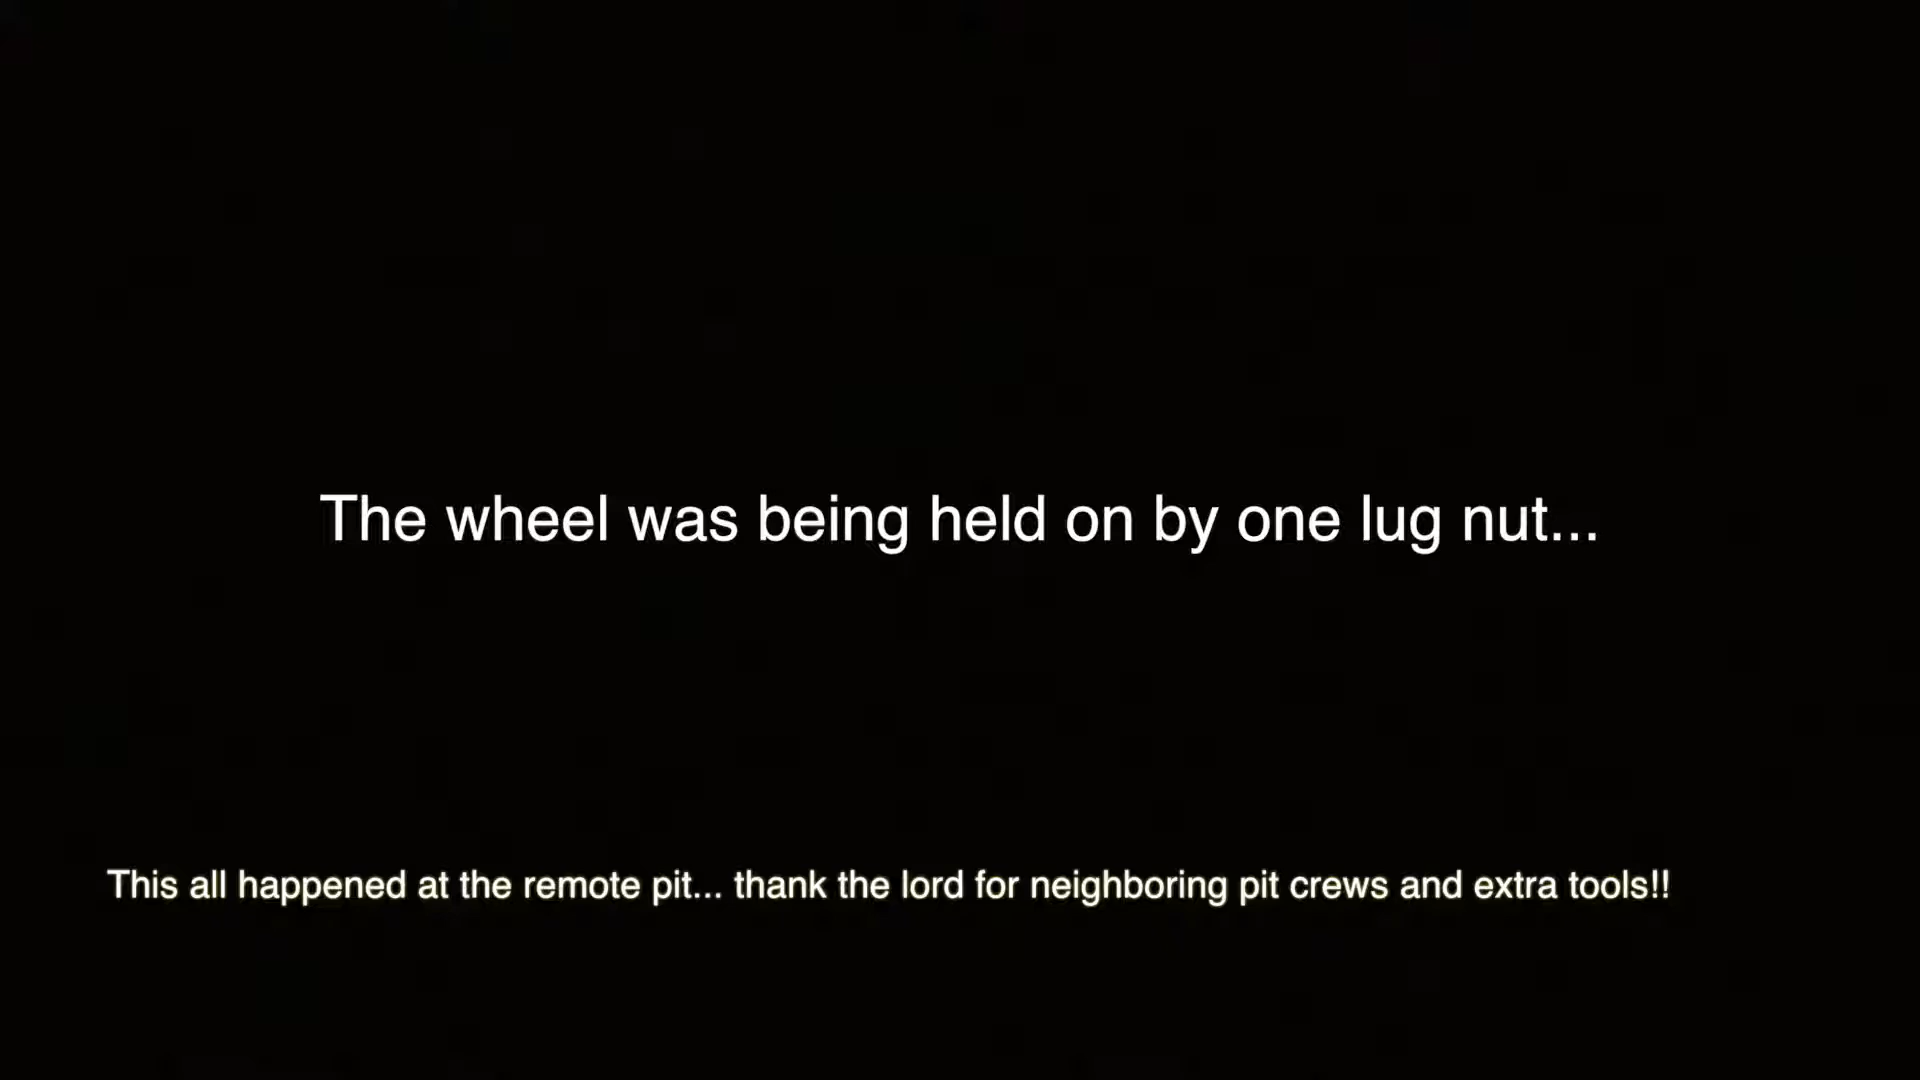 The wheel was being held on by one lug nut...
This all happened at the remote pit... thank the lord for neighboring pit crews and extra tools!!